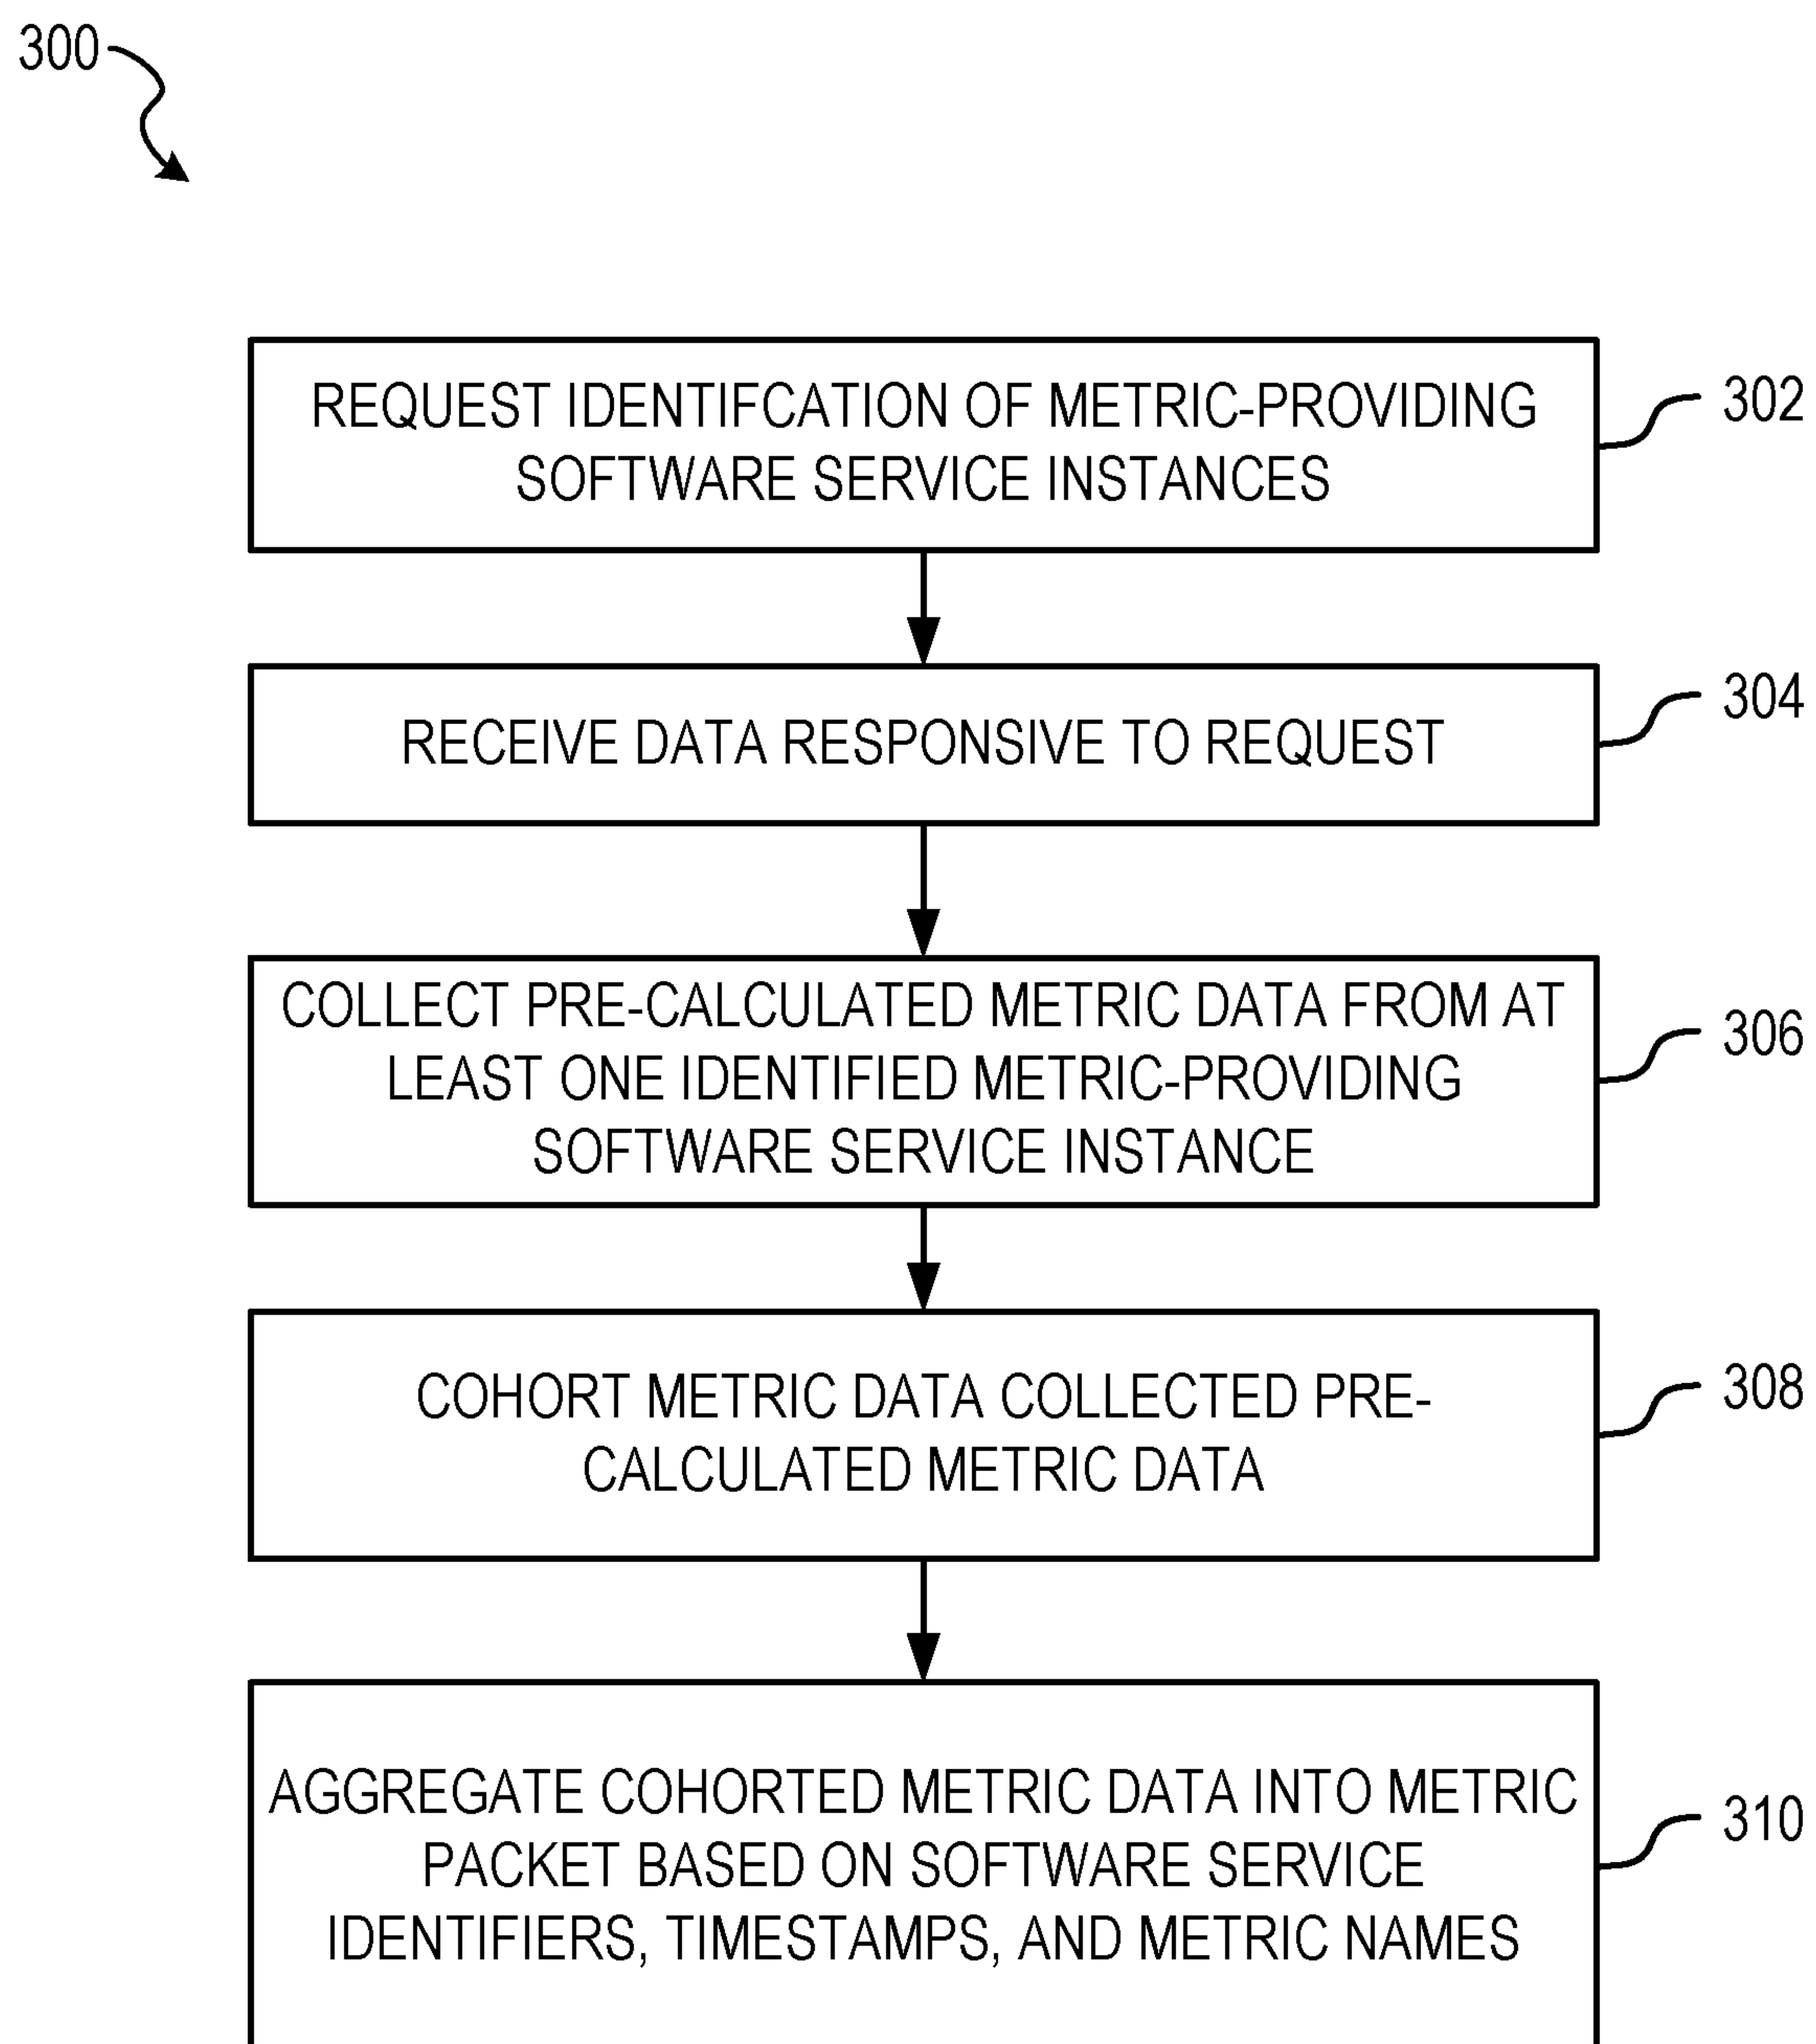 300
REQUEST IDENTIFCATION OF METRIC-PROVIDING
SOFTWARE SERVICE INSTANCES
302
RECEIVE DATA RESPONSIVE TO REQUEST
304
COLLECT PRE-CALCULATED METRIC DATA FROM AT
LEAST ONE IDENTIFIED METRIC-PROVIDING
SOFTWARE SERVICE INSTANCE
306
COHORT METRIC DATA COLLECTED PRE-
CALCULATED METRIC DATA
308
AGGREGATE COHORTED METRIC DATA INTO METRIC
PACKET BASED ON SOFTWARE SERVICE
IDENTIFIERS, TIMESTAMPS, AND METRIC NAMES
310